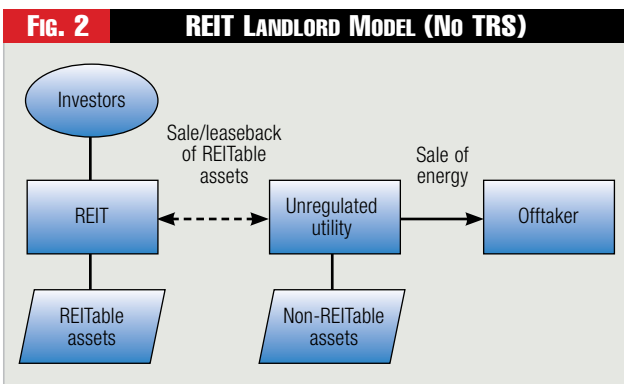 FIG. 2
REIT LANDLORD MODEL (NO TRS)
Investors
Sale/leaseback
of REITable
assets
Sale of
energy
REIT
Unregulated
utility
Offtaker
REITable
assets
Non-REITable
assets